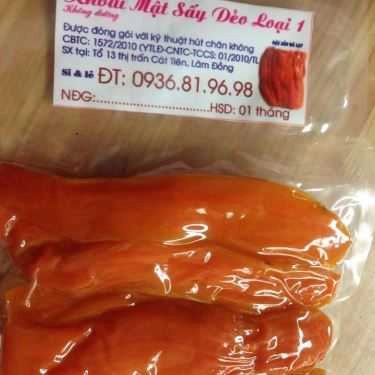 Khoai Mật Sấy Dẻo Loại 1
Không đường
Được đóng gói với kỹ thuật hút chân không
CBTC: 1572/2010 (YTLĐ-CNTC-TCCS: 01/2010/TL
SX tại: Tổ 13 thị trấn Cát Tiên, Lâm Đồng
Sỉ & lẻ ĐT: 0936.81.96.98
NĐG:....................HSD: 01 tháng